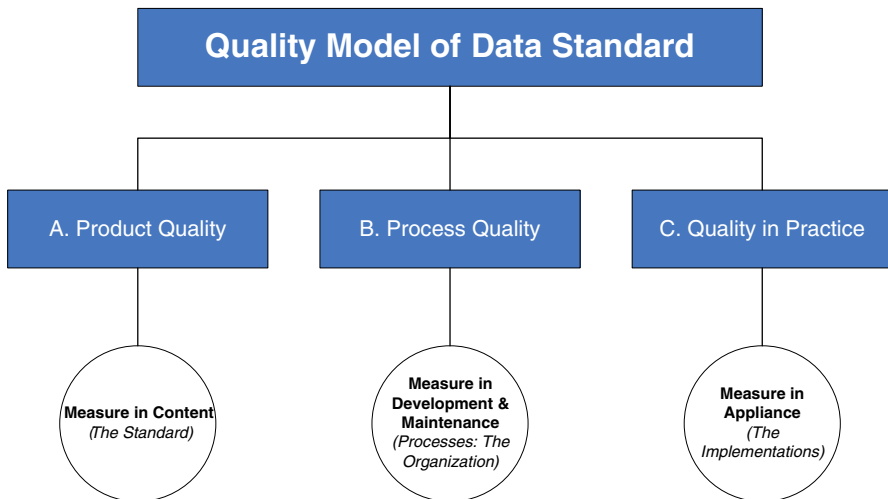 Quality Model of Data Standard
A. Product Quality
B. Process Quality
C. Quality in Practice
Measure in Content
(The Standard)
Measure in
Development &
Maintenance
(Processes: The
Organization)
Measure in
Appliance
(The
Implementations)